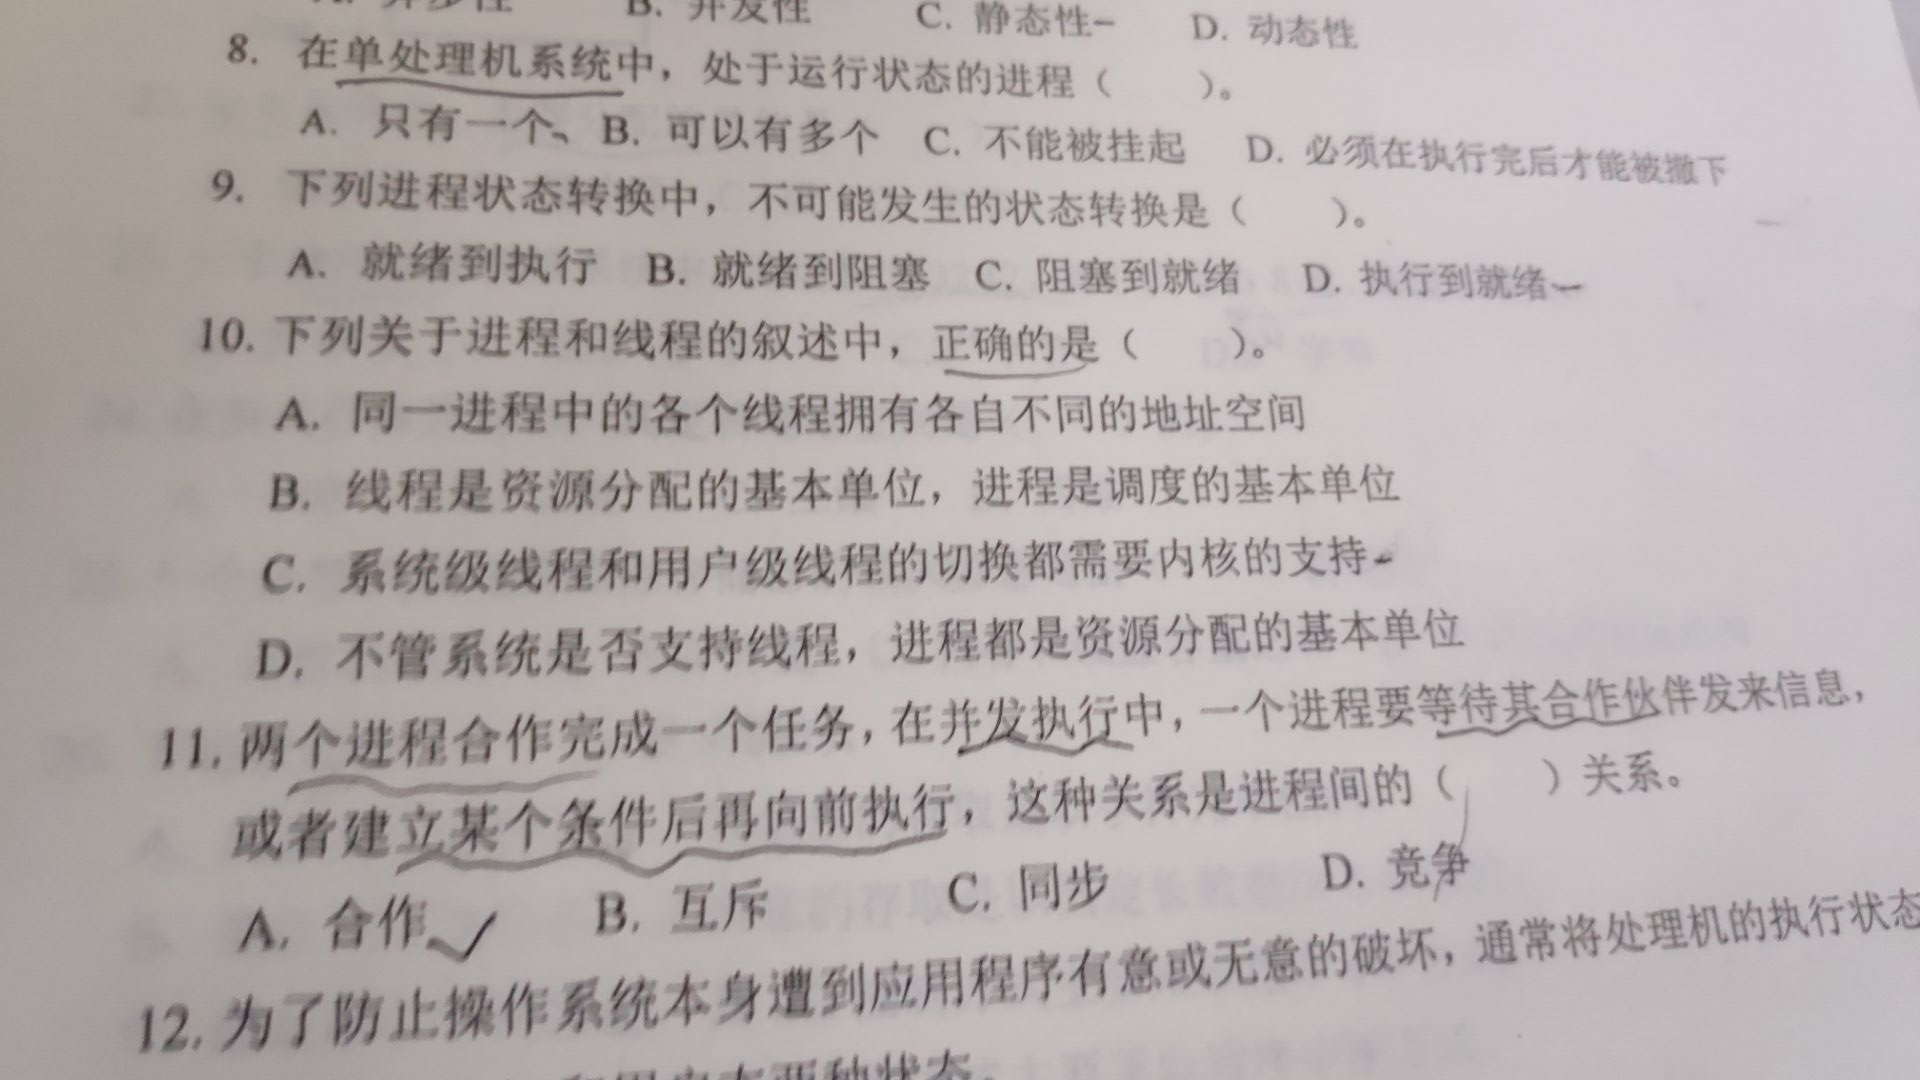 A. 异步性 B. 并发性 C. 静态性 D. 动态性
8. 在单处理机系统中，处于运行状态的进程（ ）。
A. 只有一个、 B. 可以有多个 C. 不能被挂起 D. 必须在执行完后才能被撤下
9. 下列进程状态转换中，不可能发生的状态转换是（ ）。
A. 就绪到执行 B. 就绪到阻塞 C. 阻塞到就绪 D. 执行到就绪
10. 下列关于进程和线程的叙述中，正确的是（ ）。
A. 同一进程中的各个线程拥有各自不同的地址空间
B. 线程是资源分配的基本单位，进程是调度的基本单位
C. 系统级线程和用户级线程的切换都需要内核的支持
D. 不管系统是否支持线程，进程都是资源分配的基本单位
11. 两个进程合作完成一个任务，在并发执行中，一个进程要等待其合作伙伴发来信息，
或者建立某个条件后再向前执行，这种关系是进程间的（ ）关系。
A. 合作 B. 互斥 C. 同步 D. 竞争
12. 为了防止操作系统本身遭到应用程序有意或无意的破坏，通常将处理机的执行状态
两种状态。